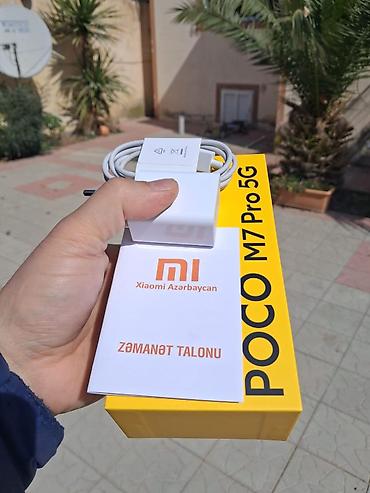 mi
Xiaomi Azərbaycan
ZƏMANƏT TALONU
POCO M7 Pro 5G